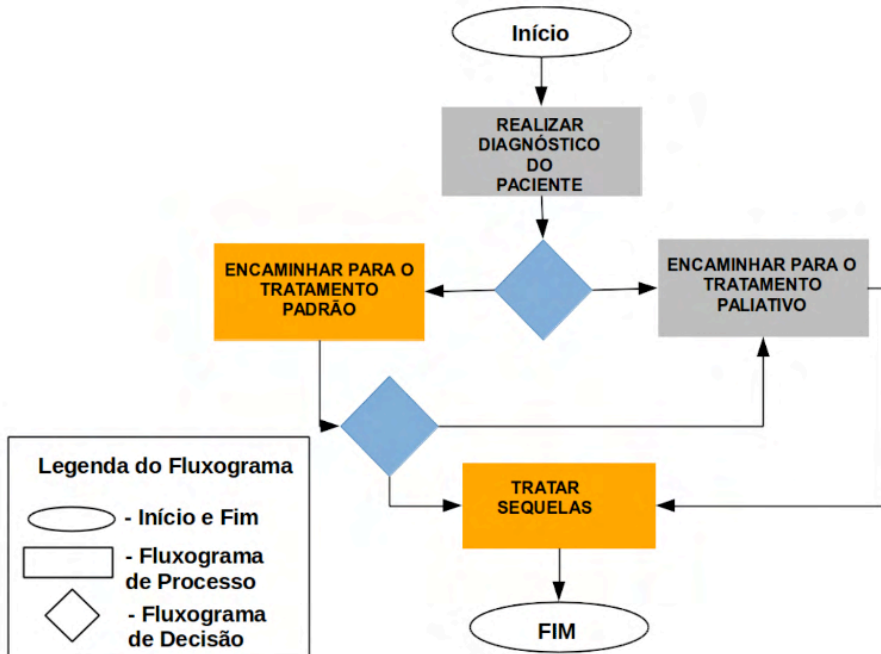 Início
REALIZAR
DIAGNÓSTICO
DO
PACIENTE
ENCAMINHAR PARA O
TRATAMENTO
PADRÃO
ENCAMINHAR PARA O
TRATAMENTO
PALIATIVO
TRATAR
SEQUELAS
FIM
Legenda do Fluxograma
- Início e Fim
- Fluxograma
de Processo
- Fluxograma
de Decisão